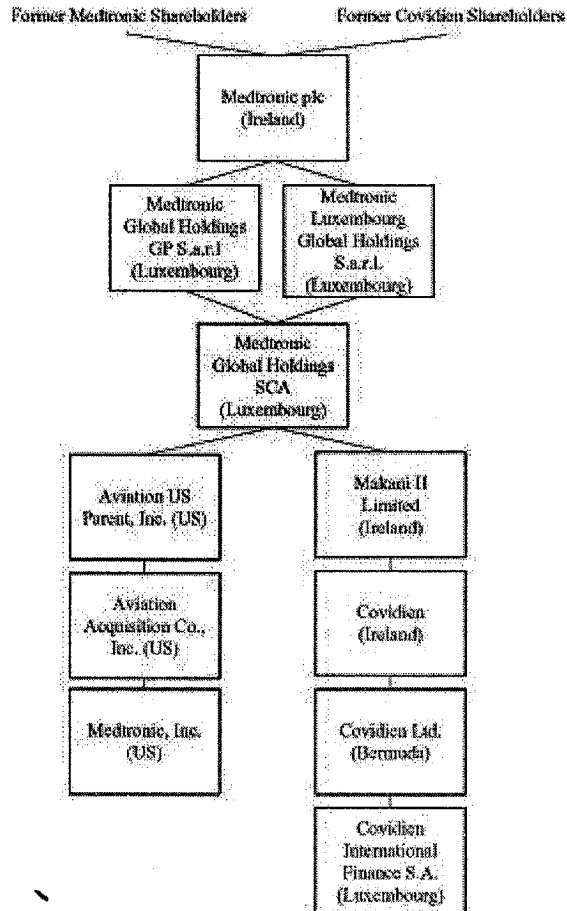 Former Medtronic Shareholders
Former Covidien Shareholders
Medtronic plc
(Ireland)
Medtronic
Global Holdings
GP S.a.r.l
(Luxembourg)
Medtronic
Luxembourg
Global Holdings
S.a.r.l.
(Luxembourg)
Medtronic
Global Holdings
SCA
(Luxembourg)
Aviation US
Parent, Inc. (US)
Makani II
Limited
(Ireland)
Aviation
Acquisition Co.,
Inc. (US)
Covidien
(Ireland)
Medtronic, Inc.
(US)
Covidien Ltd.
(Bermuda)
Covidien
International
Finance S.A.
(Luxembourg)